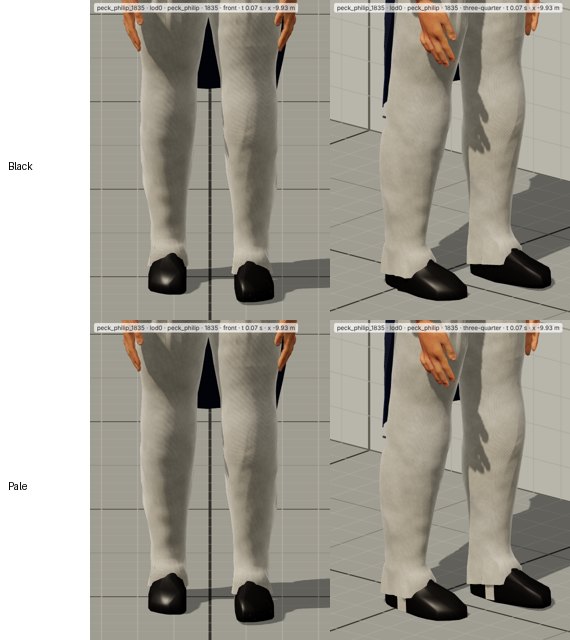 peck_philip_1835 · lod0 · peck_philip · 1835 · front · t 0.07 s · x -9.93 m
peck_philip_1835 · lod0 · peck_philip · 1835 · three-quarter · t 0.07 s · x -9.93 m
Black
peck_philip_1835 · lod0 · peck_philip · 1835 · front · t 0.07 s · x -9.93 m
peck_philip_1835 · lod0 · peck_philip · 1835 · three-quarter · t 0.07 s · x -9.93 m
Pale